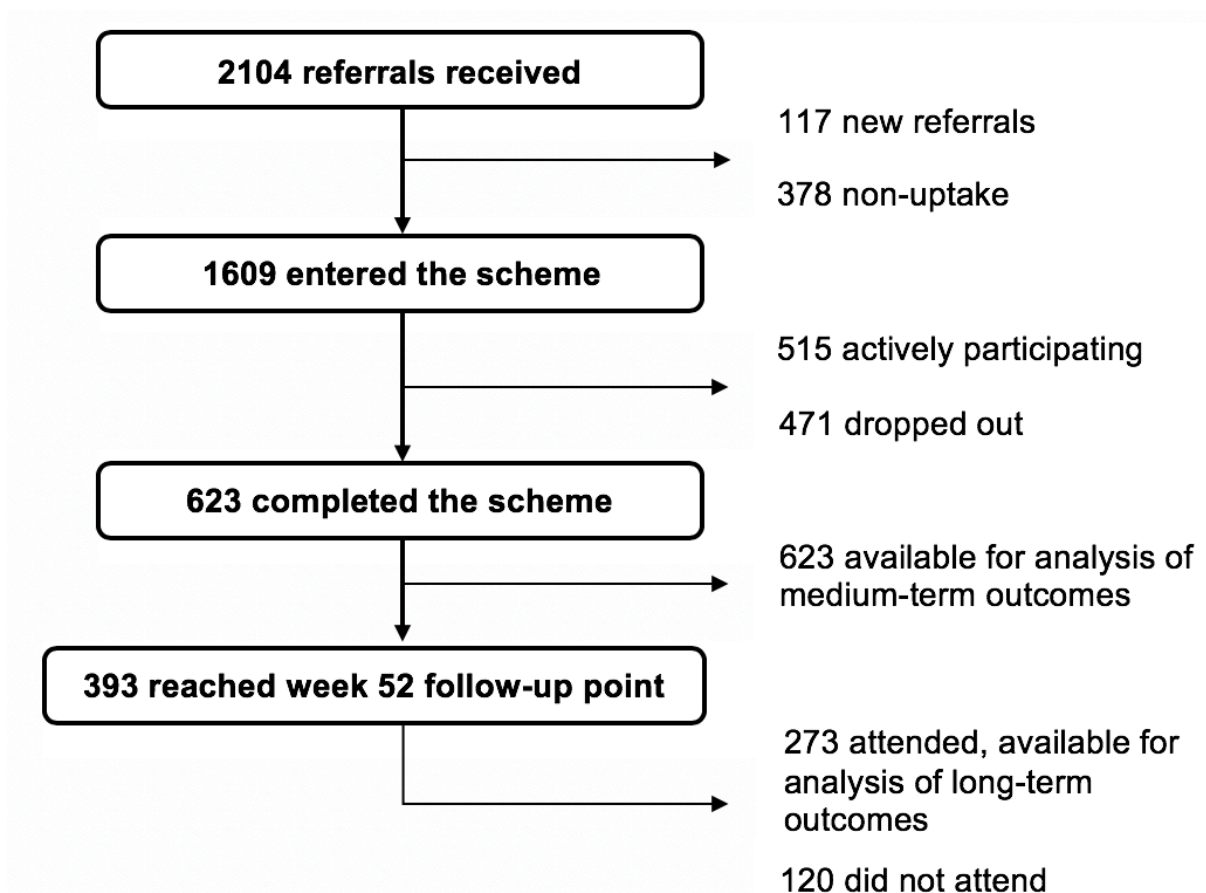 2104 referrals received
117 new referrals
378 non-uptake
1609 entered the scheme
515 actively participating
471 dropped out
623 completed the scheme
623 available for analysis of
medium-term outcomes
393 reached week 52 follow-up point
273 attended, available for
analysis of long-term
outcomes
120 did not attend